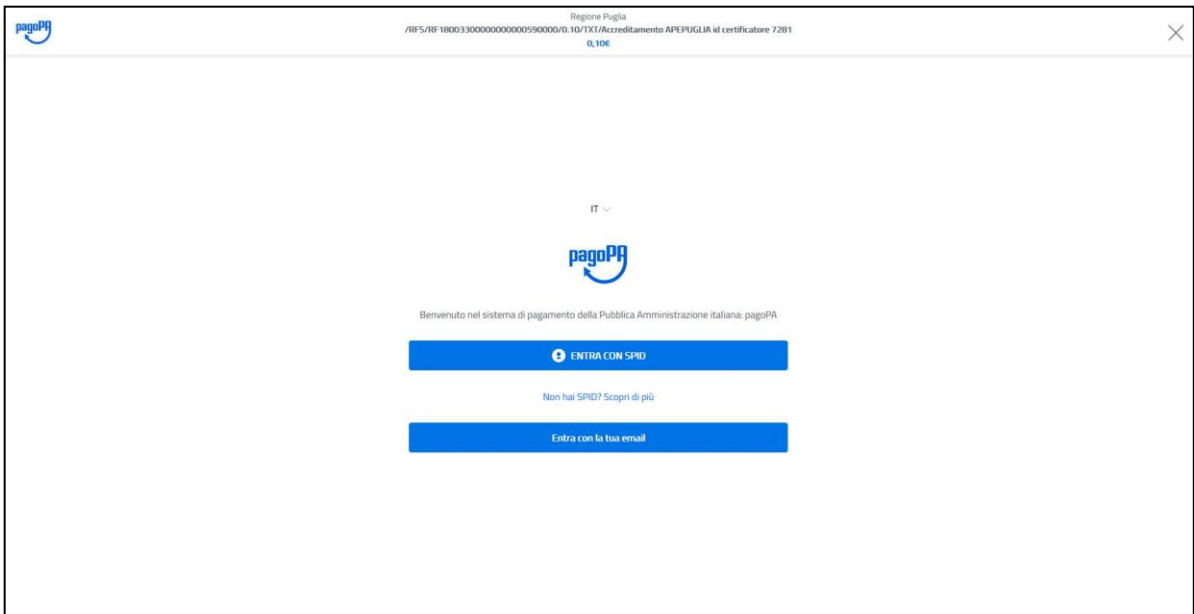 pagoPA
Regione Puglia
/RFS/RF18003300000000000590000/0.10/TXT/Accreditamento APEPUGLIA id certificatore 7281
0,10€
IT
pagoPA
Benvenuto nel sistema di pagamento della Pubblica Amministrazione italiana: pagoPA
ENTRA CON SPID
Non hai SPID? Scopri di più
Entra con la tua email